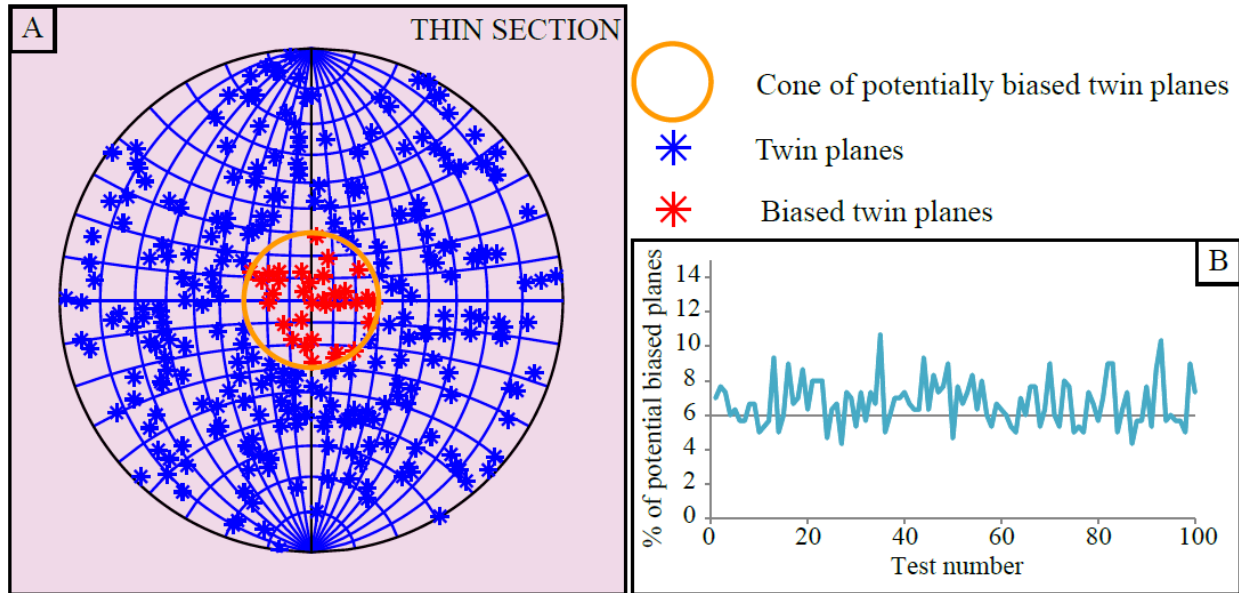 A
THIN SECTION
Cone of potentially biased twin planes
Twin planes
Biased twin planes
B
% of potential biased planes
14
12
10
8
6
4
2
0
0 20 40 60 80 100
Test number